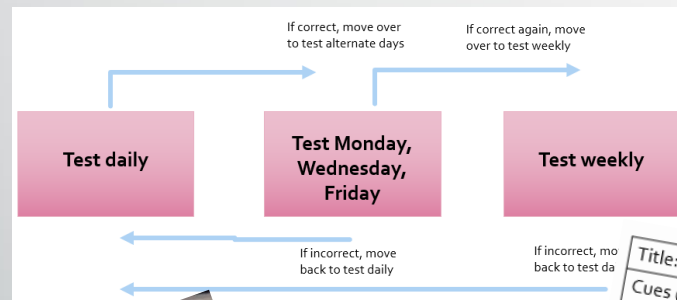 If correct, move over
to test alternate days
If correct again, move
over to test weekly
Test daily
Test Monday,
Wednesday,
Friday
Test weekly
If incorrect, move
back to test daily
If incorrect,
back to test
Title:
Cues